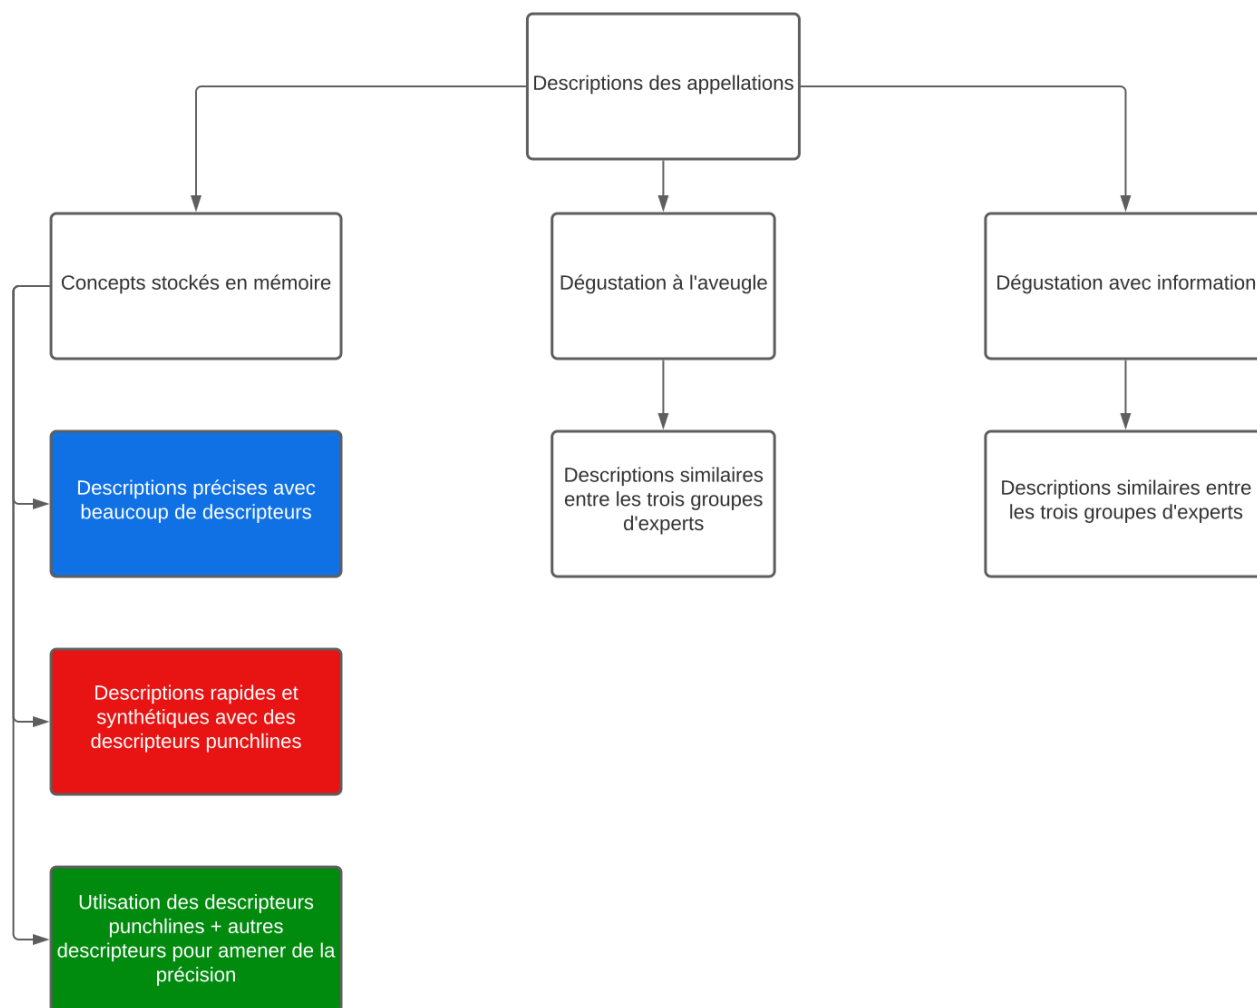 Descriptions des appellations
Concepts stockés en mémoire
Dégustation à l'aveugle
Dégustation avec information
Descriptions précises avec
beaucoup de descripteurs
Descriptions similaires
entre les trois groupes
d'experts
Descriptions similaires entre
les trois groupes d'experts
Descriptions rapides et
synthétiques avec des
descripteurs punchlines
Utlisation des descripteurs
punchlines + autres
descripteurs pour amener de la
précision